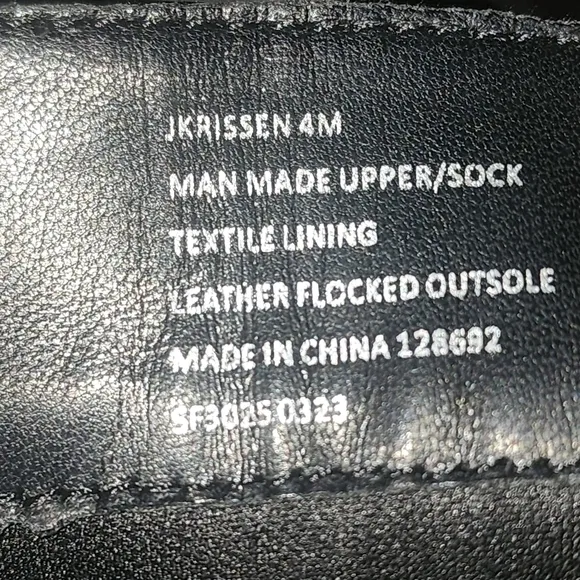 JKRISSEN 4M
MAN MADE UPPER/SOCK
TEXTILE LINING
LEATHER FLOCKED OUTSOLE
MADE IN CHINA 128692
SF3025 0323